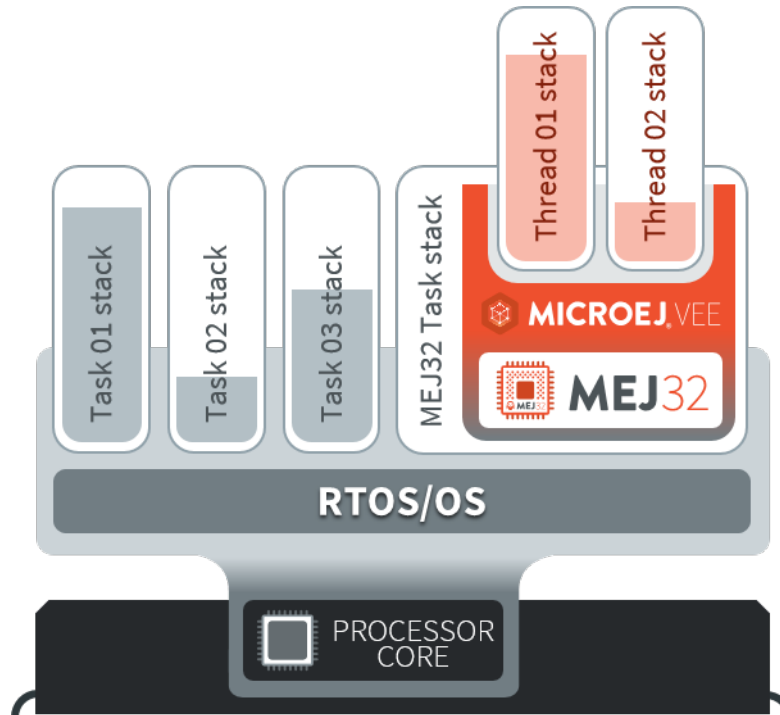 Thread 01 stack
Thread 02 stack
Task 01 stack
Task 02 stack
Task 03 stack
MEJ32 Task stack
MICROEJ® VEE
MEJ32
MEJ32
RTOS/OS
PROCESSOR
CORE